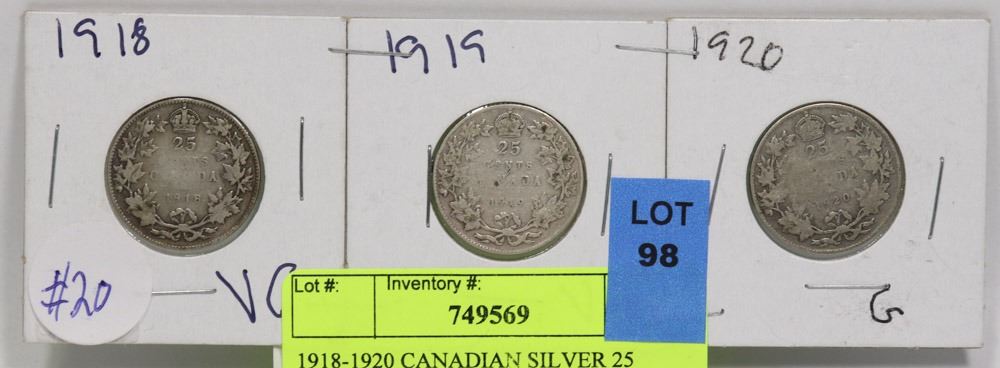 1918
1919
1920
25
CENTS
CANADA
1918
25
CENTS
CANADA
1919
25
1920
#20
VG
G
Lot #:
Inventory #:
749569
1918-1920 CANADIAN SILVER 25
LOT
98